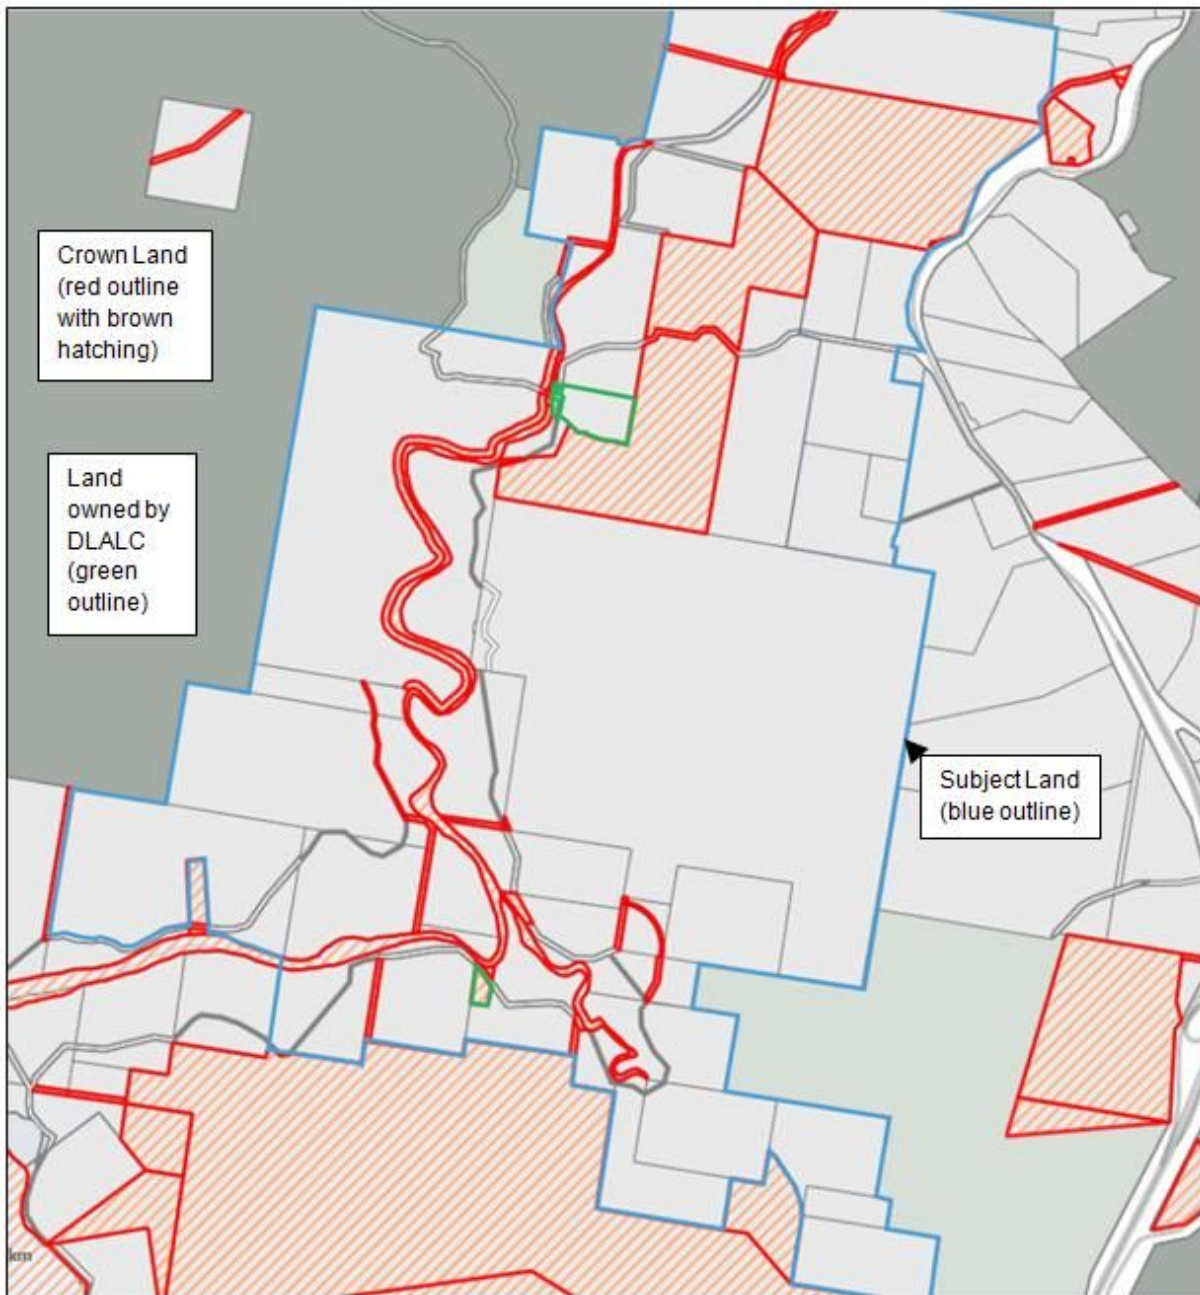 Crown Land
(red outline
with brown
hatching)
Land
owned by
DLALC
(green
outline)
Subject Land
(blue outline)
km